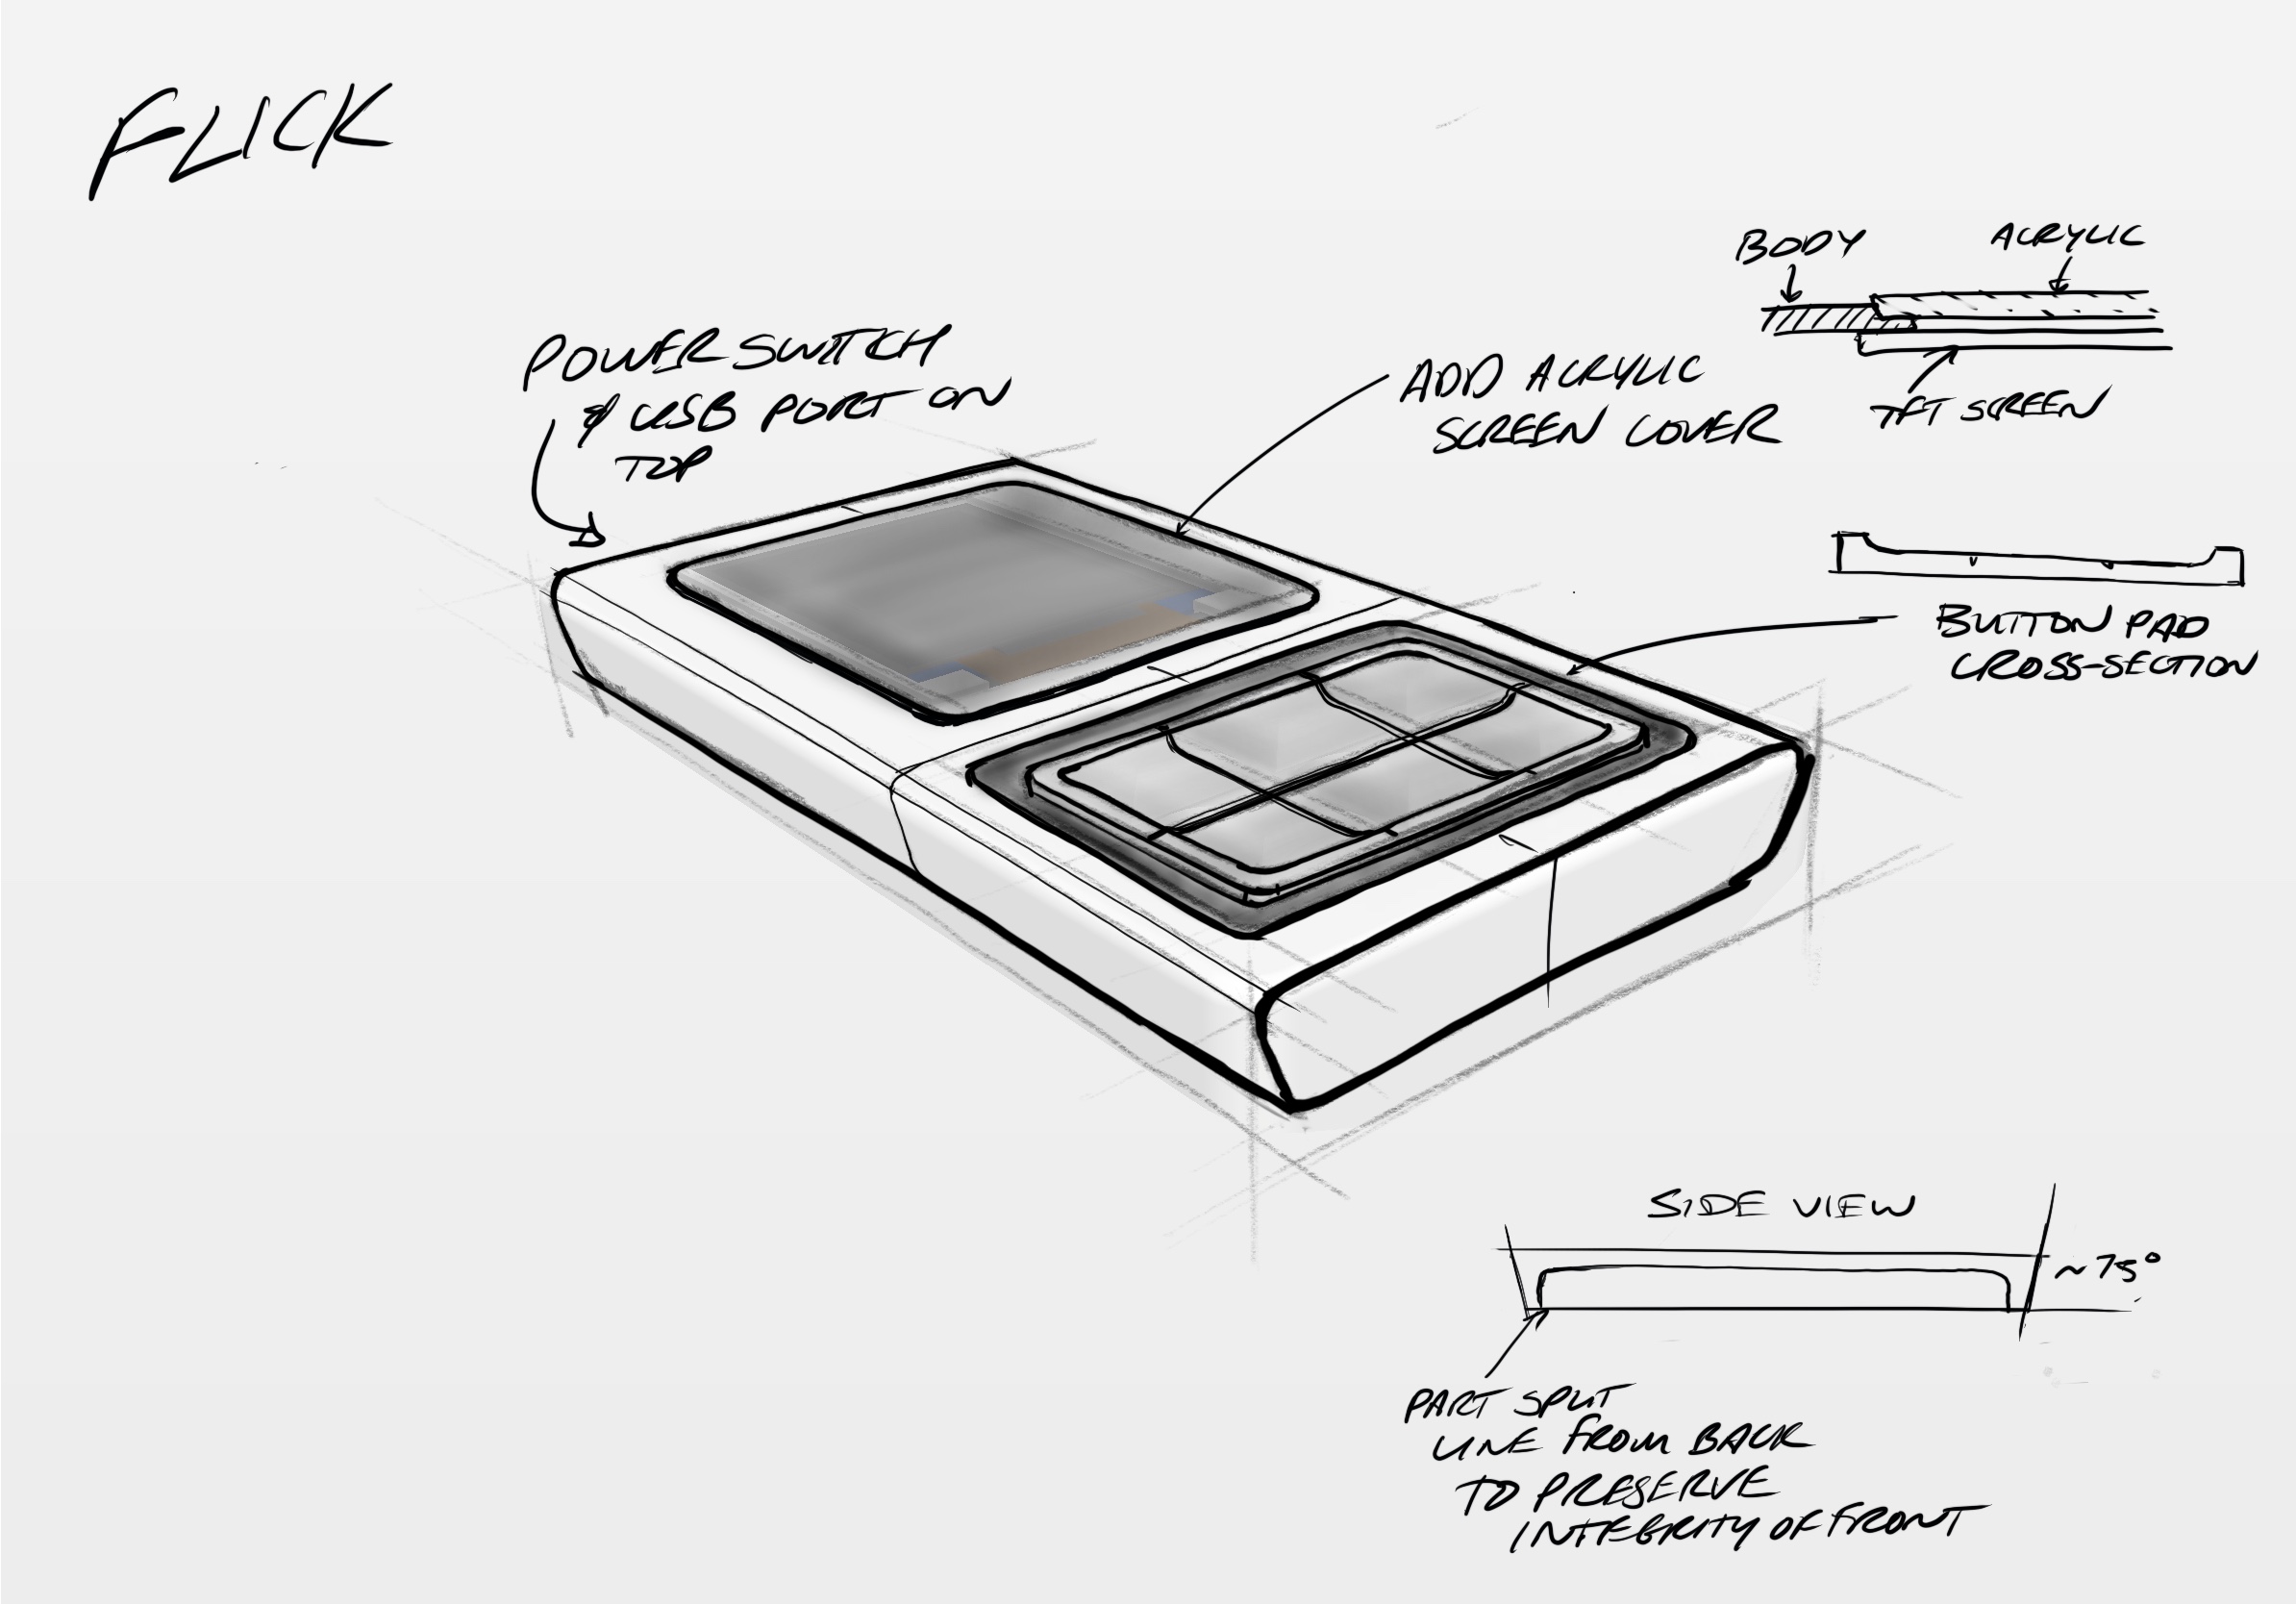 FLICK
POWER SWITCH
& USB PORT ON
TOP
ADD ACRYLIC
SCREEN COVER
BODY
ACRYLIC
TFT SCREEN
BUTTON PAD
CROSS-SECTION
SIDE VIEW
~75°
PART SPLIT
LINE FROM BACK
TO PRESERVE
INTEGRITY OF FRONT